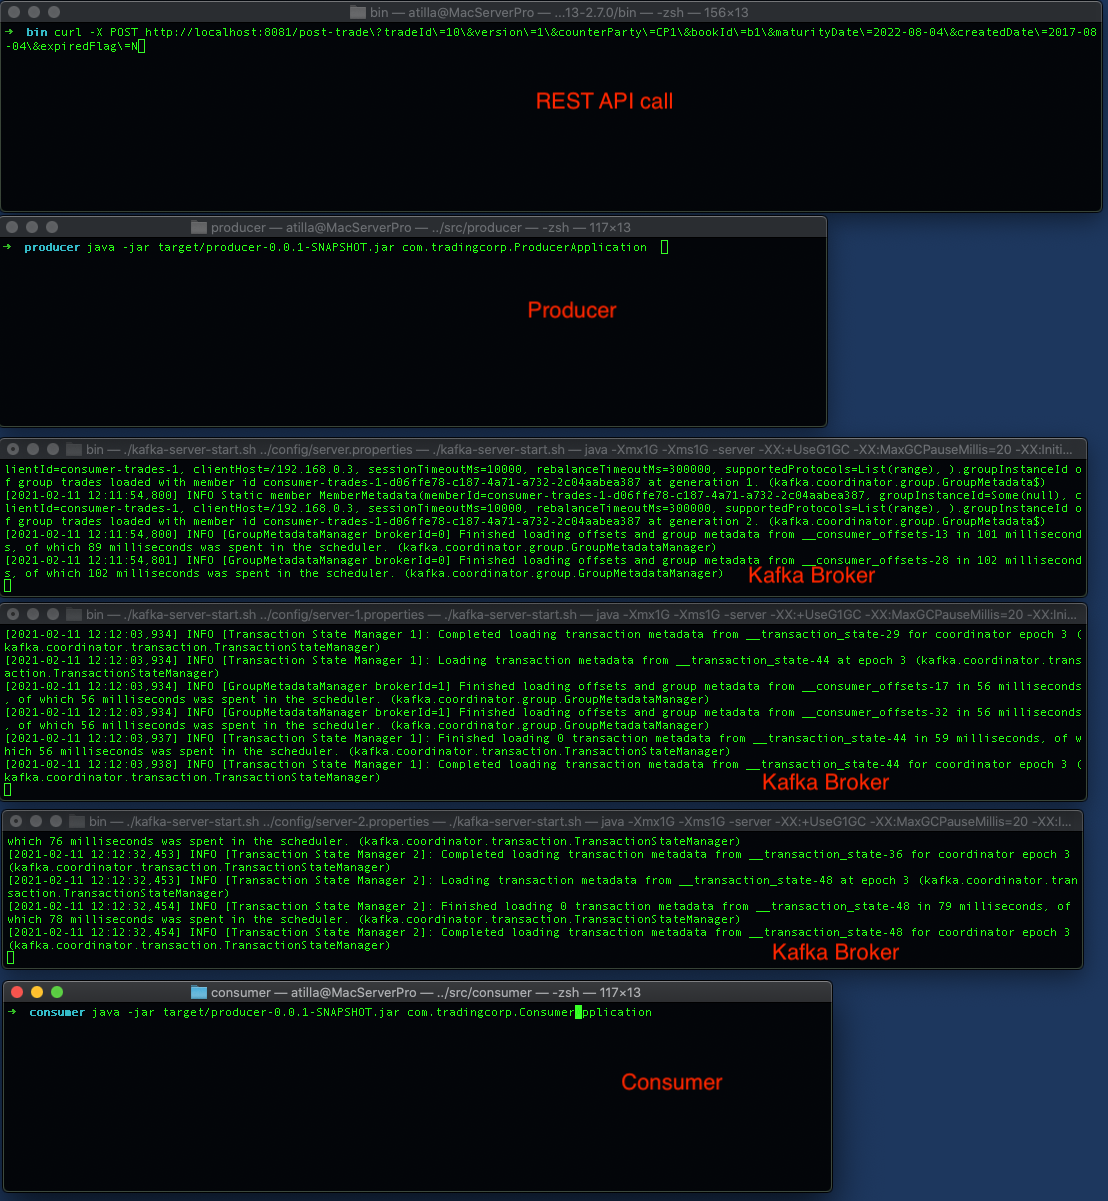 bin — atilla@MacServerPro — ...13-2.7.0/bin — -zsh — 156×13
➜  bin curl -X POST http://localhost:8081/post-trade\?tradeId\=10\&version\=1\&counterParty\=CP1\&bookId\=b1\&maturityDate\=2022-08-04\&createdDate\=2017-08
-04\&expiredFlag\=N
REST API call
producer — atilla@MacServerPro — ../src/producer — -zsh — 117×13
➜  producer java -jar target/producer-0.0.1-SNAPSHOT.jar com.tradingcorp.ProducerApplication
Producer
bin — ./kafka-server-start.sh ../config/server.properties — ./kafka-server-start.sh — java -Xmx1G -Xms1G -server -XX:+UseG1GC -XX:MaxGCPauseMillis=20 -XX:Initi...
lientId=consumer-trades-1, clientHost=/192.168.0.3, sessionTimeoutMs=10000, rebalanceTimeoutMs=300000, supportedProtocols=List(range), ).groupInstanceId o
f group trades loaded with member id consumer-trades-1-d06ffe78-c187-4a71-a732-2c04aabea387 at generation 1. (kafka.coordinator.group.GroupMetadata$)
[2021-02-11 12:11:54,800] INFO Static member MemberMetadata(memberId=consumer-trades-1-d06ffe78-c187-4a71-a732-2c04aabea387, groupInstanceId=Some(null), c
lientId=consumer-trades-1, clientHost=/192.168.0.3, sessionTimeoutMs=10000, rebalanceTimeoutMs=300000, supportedProtocols=List(range), ).groupInstanceId o
f group trades loaded with member id consumer-trades-1-d06ffe78-c187-4a71-a732-2c04aabea387 at generation 2. (kafka.coordinator.group.GroupMetadata$)
[2021-02-11 12:11:54,800] INFO [GroupMetadataManager brokerId=0] Finished loading offsets and group metadata from __consumer_offsets-13 in 101 millisecond
s, of which 89 milliseconds was spent in the scheduler. (kafka.coordinator.group.GroupMetadataManager)
[2021-02-11 12:11:54,801] INFO [GroupMetadataManager brokerId=0] Finished loading offsets and group metadata from __consumer_offsets-28 in 102 millisecond
s, of which 102 milliseconds was spent in the scheduler. (kafka.coordinator.group.GroupMetadataManager)
Kafka Broker
bin — ./kafka-server-start.sh ../config/server-1.properties — ./kafka-server-start.sh — java -Xmx1G -Xms1G -server -XX:+UseG1GC -XX:MaxGCPauseMillis=20 -XX:Ini...
[2021-02-11 12:12:03,934] INFO [Transaction State Manager 1]: Completed loading transaction metadata from __transaction_state-29 for coordinator epoch 3 (
kafka.coordinator.transaction.TransactionStateManager)
[2021-02-11 12:12:03,934] INFO [Transaction State Manager 1]: Loading transaction metadata from __transaction_state-44 at epoch 3 (kafka.coordinator.trans
action.TransactionStateManager)
[2021-02-11 12:12:03,934] INFO [GroupMetadataManager brokerId=1] Finished loading offsets and group metadata from __consumer_offsets-17 in 56 milliseconds
, of which 56 milliseconds was spent in the scheduler. (kafka.coordinator.group.GroupMetadataManager)
[2021-02-11 12:12:03,934] INFO [GroupMetadataManager brokerId=1] Finished loading offsets and group metadata from __consumer_offsets-32 in 56 milliseconds
, of which 56 milliseconds was spent in the scheduler. (kafka.coordinator.group.GroupMetadataManager)
[2021-02-11 12:12:03,937] INFO [Transaction State Manager 1]: Finished loading 0 transaction metadata from __transaction_state-44 in 59 milliseconds, of w
hich 56 milliseconds was spent in the scheduler. (kafka.coordinator.transaction.TransactionStateManager)
[2021-02-11 12:12:03,938] INFO [Transaction State Manager 1]: Completed loading transaction metadata from __transaction_state-44 for coordinator epoch 3 (
kafka.coordinator.transaction.TransactionStateManager)
Kafka Broker
bin — ./kafka-server-start.sh ../config/server-2.properties — ./kafka-server-start.sh — java -Xmx1G -Xms1G -server -XX:+UseG1GC -XX:MaxGCPauseMillis=20 -XX:I...
which 76 milliseconds was spent in the scheduler. (kafka.coordinator.transaction.TransactionStateManager)
[2021-02-11 12:12:32,453] INFO [Transaction State Manager 2]: Completed loading transaction metadata from __transaction_state-36 for coordinator epoch 3
(kafka.coordinator.transaction.TransactionStateManager)
[2021-02-11 12:12:32,453] INFO [Transaction State Manager 2]: Loading transaction metadata from __transaction_state-48 at epoch 3 (kafka.coordinator.tran
saction.TransactionStateManager)
[2021-02-11 12:12:32,454] INFO [Transaction State Manager 2]: Finished loading 0 transaction metadata from __transaction_state-48 in 79 milliseconds, of
which 78 milliseconds was spent in the scheduler. (kafka.coordinator.transaction.TransactionStateManager)
[2021-02-11 12:12:32,454] INFO [Transaction State Manager 2]: Completed loading transaction metadata from __transaction_state-48 for coordinator epoch 3
(kafka.coordinator.transaction.TransactionStateManager)
Kafka Broker
consumer — atilla@MacServerPro — ../src/consumer — -zsh — 117×13
➜  consumer java -jar target/producer-0.0.1-SNAPSHOT.jar com.tradingcorp.Consumer pplication
Consumer